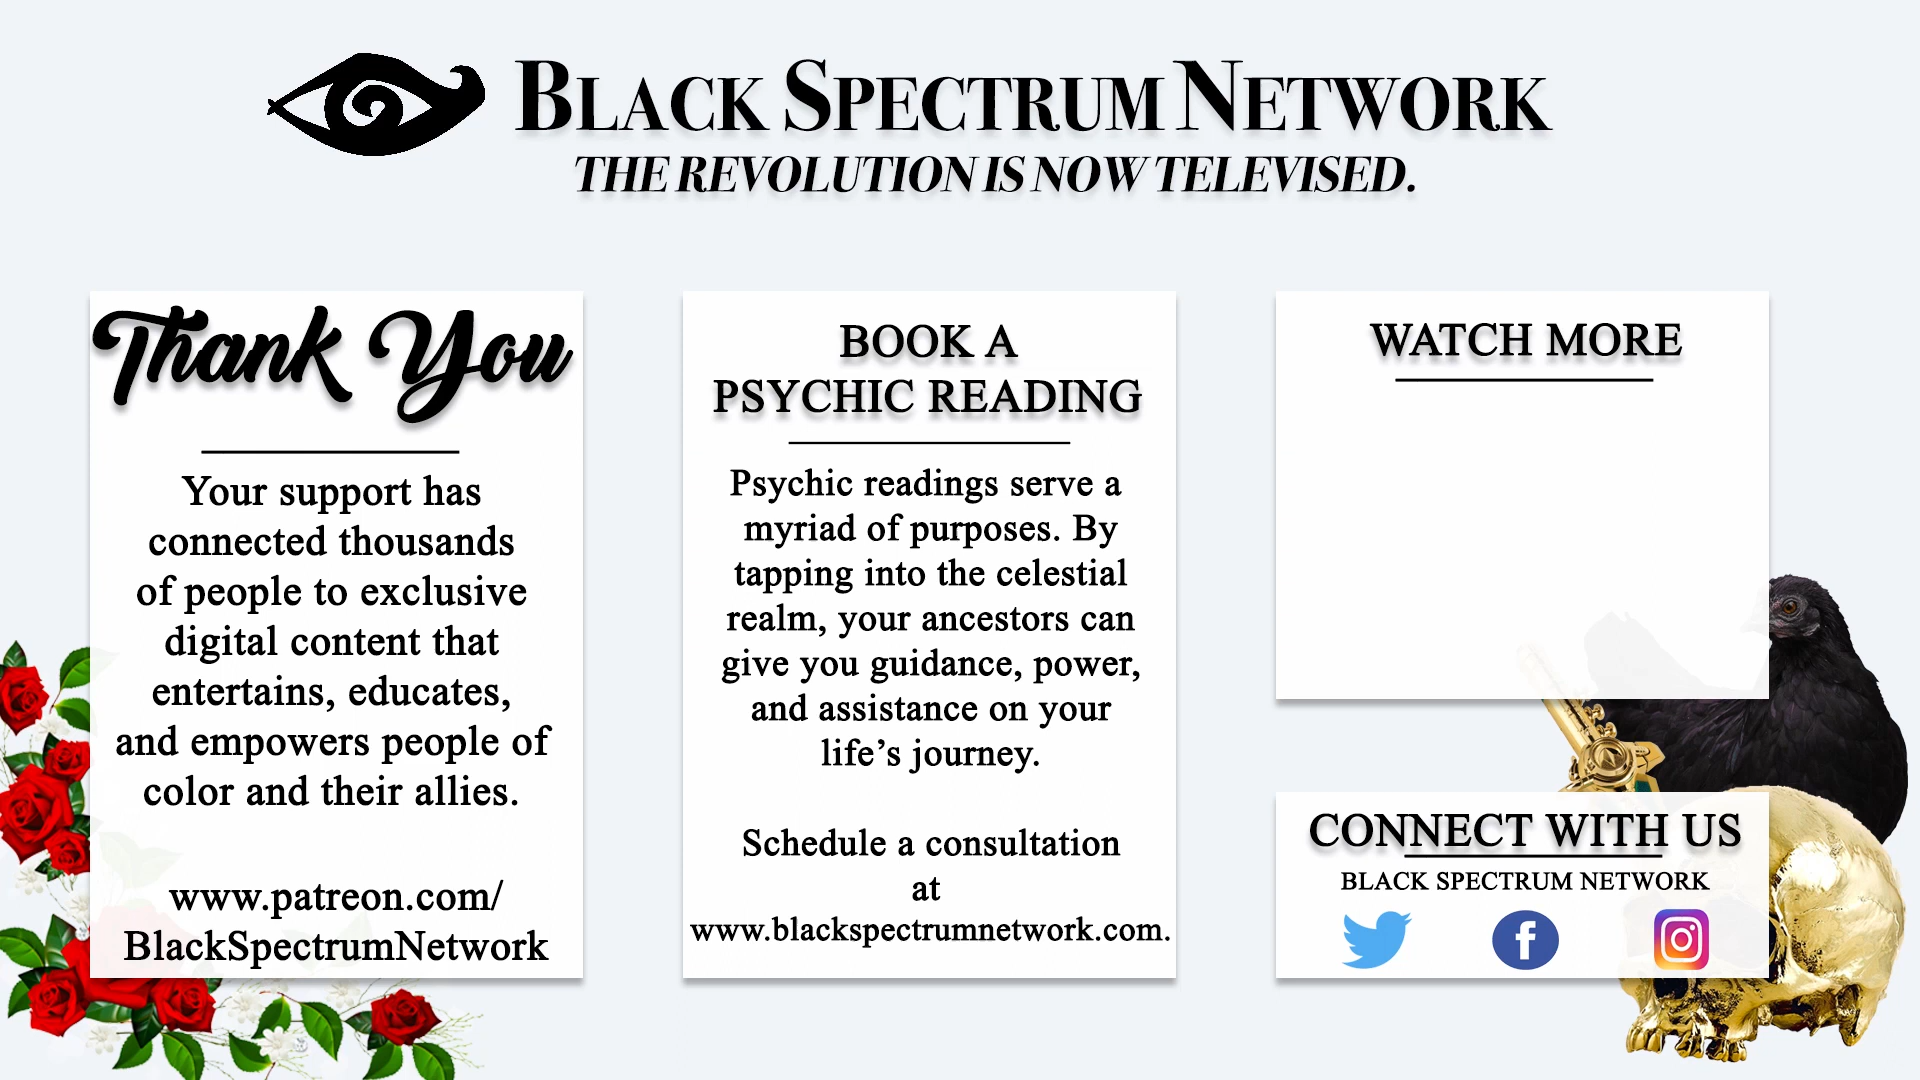 BLACK SPECTRUM NETWORK
THE REVOLUTION IS NOW TELEVISED.
Thank You
Your support has
connected thousands
of people to exclusive
digital content that
entertains, educates,
and empowers people of
color and their allies.
www.patreon.com/
BlackSpectrumNetwork
BOOK A
PSYCHIC READING
Psychic readings serve a
myriad of purposes. By
tapping into the celestial
realm, your ancestors can
give you guidance, power,
and assistance on your
life’s journey.
Schedule a consultation
at
www.blackspectrumnetwork.com.
WATCH MORE
CONNECT WITH US
BLACK SPECTRUM NETWORK